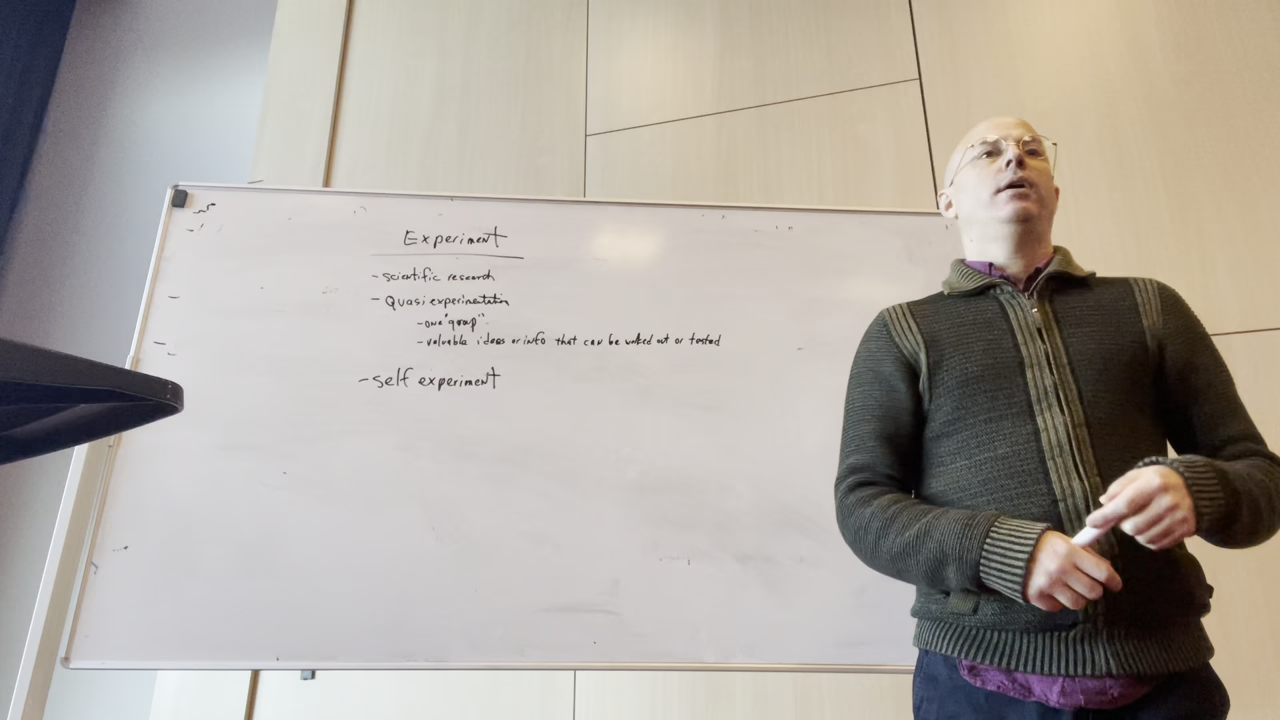 Experiment
- scientific research
- Quasi experimentation
- one "group"
- valuable ideas or info that can be worked out or tested
- self experiment